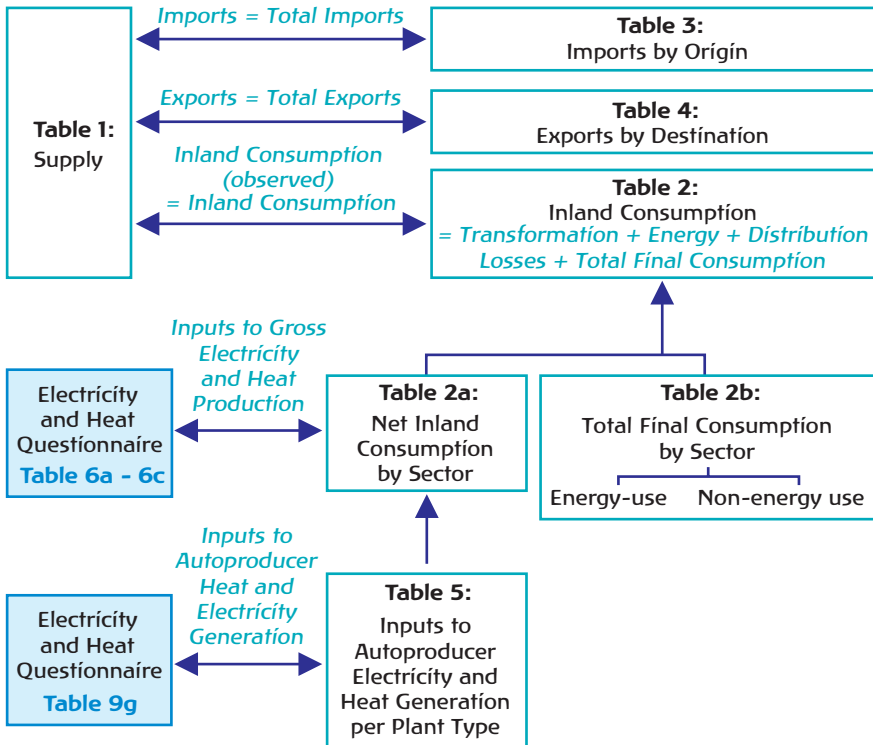 Imports = Total Imports
Table 3:
Imports by Origin
Exports = Total Exports
Table 4:
Exports by Destination
Table 1:
Supply
Inland Consumption
(observed)
= Inland Consumption
Table 2:
Inland Consumption
= Transformation + Energy + Distribution
Losses + Total Final Consumption
Inputs to Gross
Electricity
and Heat
Production
Electricity
and Heat
Questionnaire
Table 6a - 6c
Table 2a:
Net Inland
Consumption
by Sector
Table 2b:
Total Final Consumption
by Sector
Energy-use
Non-energy use
Inputs to
Autoproducer
Heat and
Electricity
Generation
Electricity
and Heat
Questionnaire
Table 9g
Table 5:
Inputs to
Autoproducer
Electricity and
Heat Generation
per Plant Type